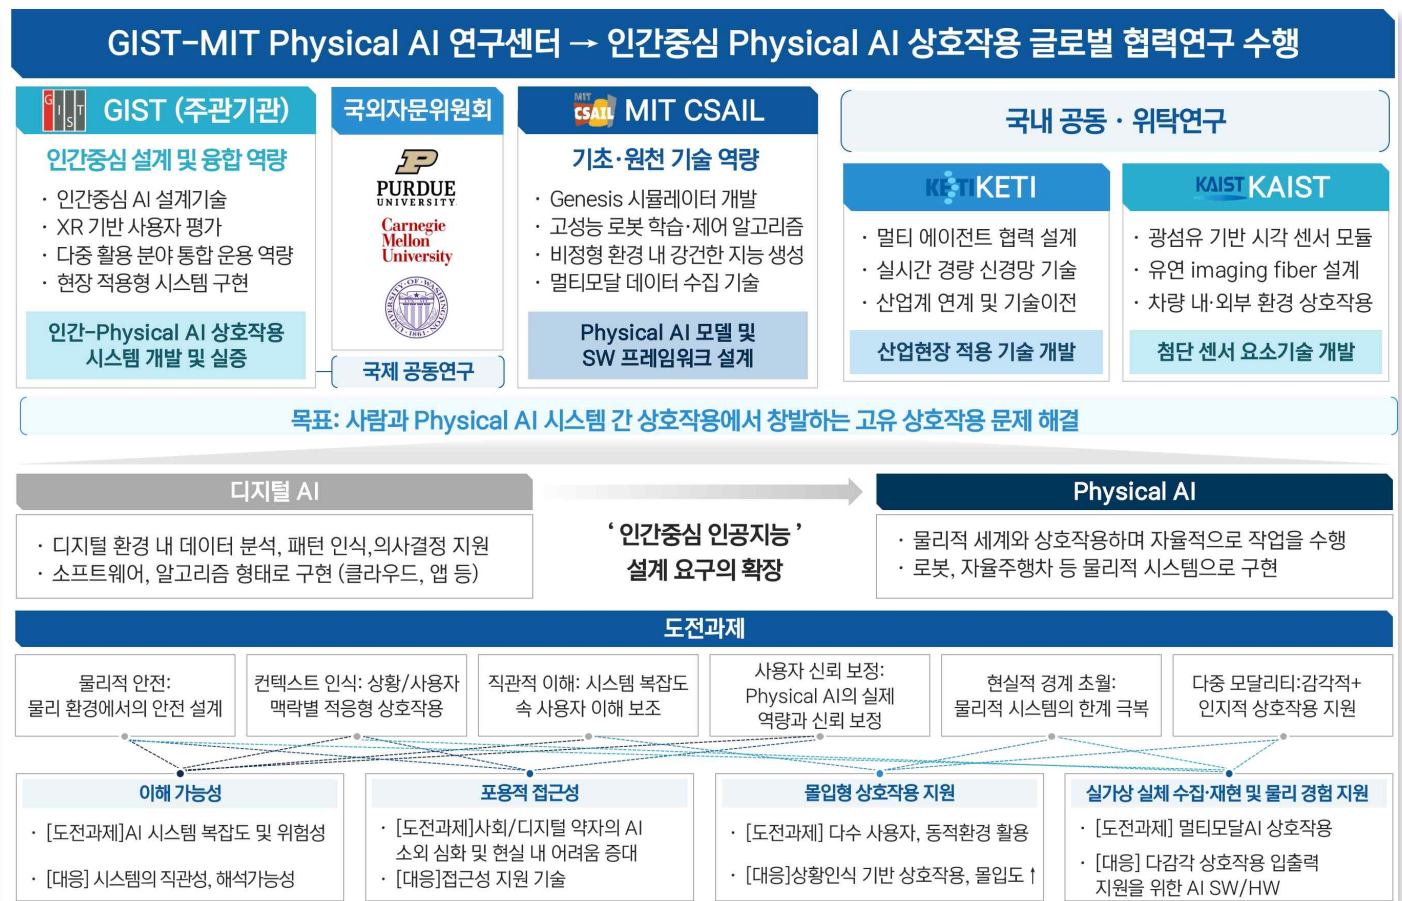 GIST-MIT Physical AI 연구센터 → 인간중심 Physical AI 상호작용 글로벌 협력연구 수행
GIST
GIST (주관기관)
인간중심 설계 및 융합 역량
· 인간중심 AI 설계기술
· XR 기반 사용자 평가
· 다중 활용 분야 통합 운용 역량
· 현장 적용형 시스템 구현
인간-Physical AI 상호작용
시스템 개발 및 실증
국외자문위원회
P
PURDUE
UNIVERSITY
Carnegie
Mellon
University
UNIVERSITY OF WASHINGTON
1861
국제 공동연구
MIT
CSAIL
MIT CSAIL
기초·원천 기술 역량
· Genesis 시뮬레이터 개발
· 고성능 로봇 학습·제어 알고리즘
· 비정형 환경 내 강건한 지능 생성
· 멀티모달 데이터 수집 기술
Physical AI 모델 및
SW 프레임워크 설계
국내 공동 · 위탁연구
KETI
KETI
· 멀티 에이전트 협력 설계
· 실시간 경량 신경망 기술
· 산업계 연계 및 기술이전
산업현장 적용 기술 개발
KAIST
KAIST
· 광섬유 기반 시각 센서 모듈
· 유연 imaging fiber 설계
· 차량 내·외부 환경 상호작용
첨단 센서 요소기술 개발
목표: 사람과 Physical AI 시스템 간 상호작용에서 창발하는 고유 상호작용 문제 해결
디지털 AI
· 디지털 환경 내 데이터 분석, 패턴 인식,의사결정 지원
· 소프트웨어, 알고리즘 형태로 구현 (클라우드, 앱 등)
‘ 인간중심 인공지능 ’
설계 요구의 확장
Physical AI
· 물리적 세계와 상호작용하며 자율적으로 작업을 수행
· 로봇, 자율주행차 등 물리적 시스템으로 구현
도전과제
물리적 안전:
물리 환경에서의 안전 설계
컨텍스트 인식: 상황/사용자
맥락별 적응형 상호작용
직관적 이해: 시스템 복잡도
속 사용자 이해 보조
사용자 신뢰 보정:
Physical AI의 실제
역량과 신뢰 보정
현실적 경계 초월:
물리적 시스템의 한계 극복
다중 모달리티:감각적+
인지적 상호작용 지원
이해 가능성
· [도전과제]AI 시스템 복잡도 및 위험성
· [대응] 시스템의 직관성, 해석가능성
포용적 접근성
· [도전과제]사회/디지털 약자의 AI
소외 심화 및 현실 내 어려움 증대
· [대응]접근성 지원 기술
몰입형 상호작용 지원
· [도전과제] 다수 사용자, 동적환경 활용
· [대응]상황인식 기반 상호작용, 몰입도 ↑
실가상 실체 수집·재현 및 물리 경험 지원
· [도전과제] 멀티모달AI 상호작용
· [대응] 다감각 상호작용 입출력
지원을 위한 AI SW/HW